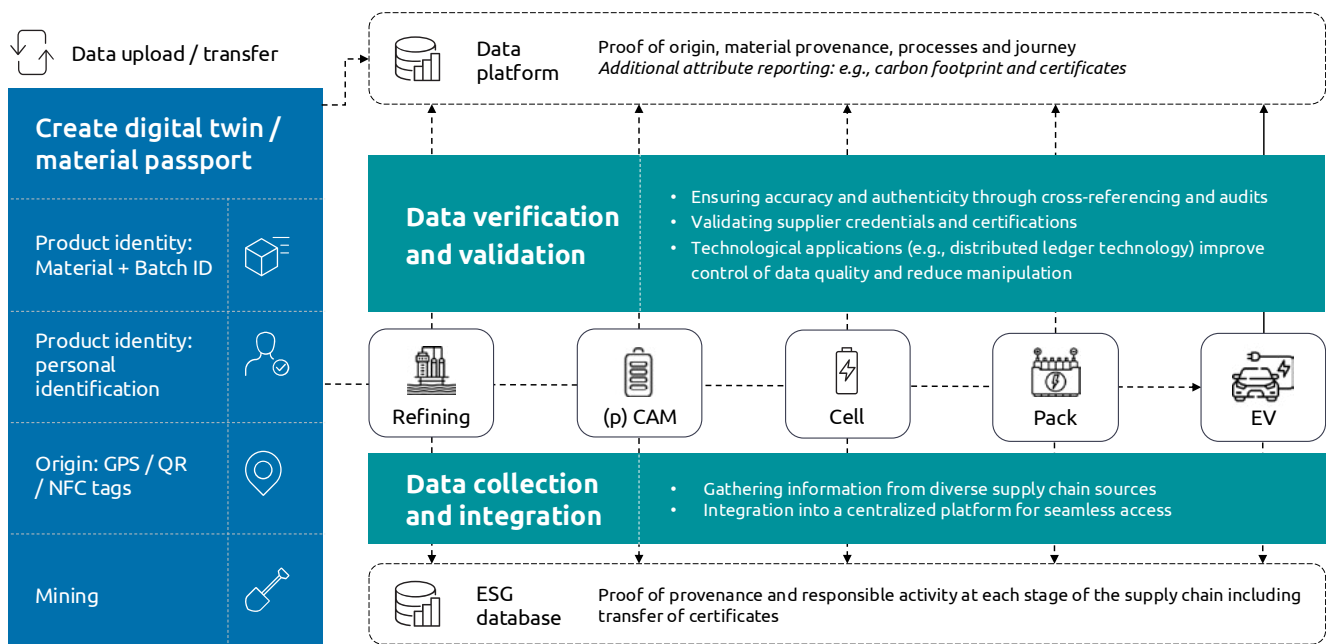 Data upload / transfer
Create digital twin /
material passport
Product identity:
Material + Batch ID
Product identity:
personal
identification
Origin: GPS / QR
/ NFC tags
Mining
Data
platform
Proof of origin, material provenance, processes and journey
Additional attribute reporting: e.g., carbon footprint and certificates
Data verification
and validation
• Ensuring accuracy and authenticity through cross-referencing and audits
• Validating supplier credentials and certifications
• Technological applications (e.g., distributed ledger technology) improve
control of data quality and reduce manipulation
Refining
(p) CAM
Cell
Pack
EV
Data collection
and integration
• Gathering information from diverse supply chain sources
• Integration into a centralized platform for seamless access
ESG
database
Proof of provenance and responsible activity at each stage of the supply chain including
transfer of certificates